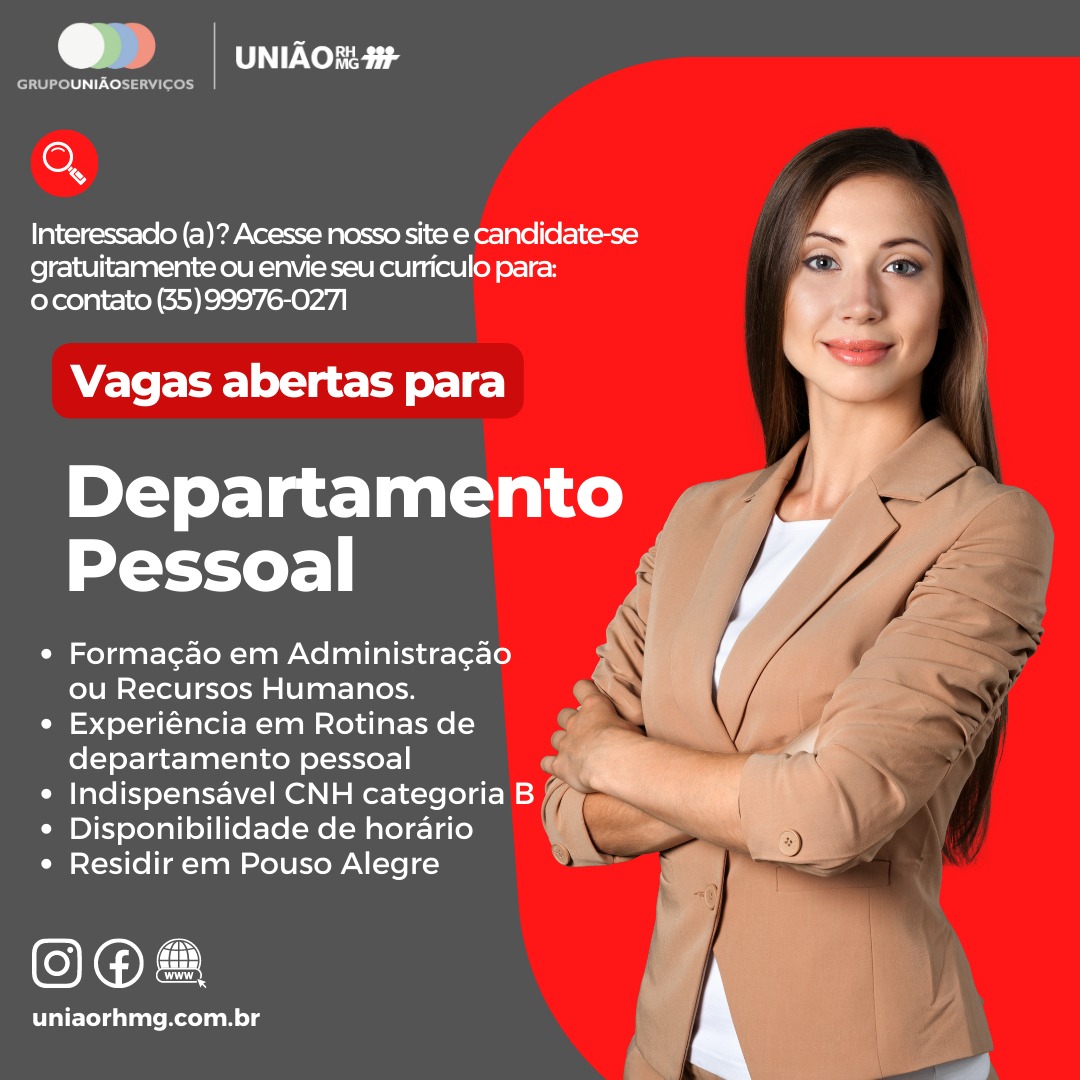 GRUPOUNIÃOSERVIÇOS
UNIÃO RH MG
Interessado (a)? Acesse nosso site e candidate-se
gratuitamente ou envie seu currículo para:
o contato (35) 99976-0271
Vagas abertas para
Departamento
Pessoal
• Formação em Administração
ou Recursos Humanos.
• Experiência em Rotinas de
departamento pessoal
• Indispensável CNH categoria B
• Disponibilidade de horário
• Residir em Pouso Alegre
www
uniaorhmg.com.br